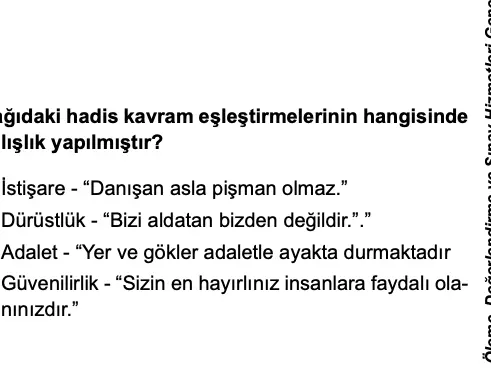 ağıdaki hadis kavram eşleştirmelerinin hangisinde
lışlık yapılmıştır?
İstişare - “Danışan asla pişman olmaz.”
Dürüstlük - “Bizi aldatan bizden değildir.”.”
Adalet - “Yer ve gökler adaletle ayakta durmaktadır
Güvenilirlik - “Sizin en hayırlınız insanlara faydalı ola-
nınızdır.”
Ölçme, Değerlendirme ve Sınav Hizmetleri Gene